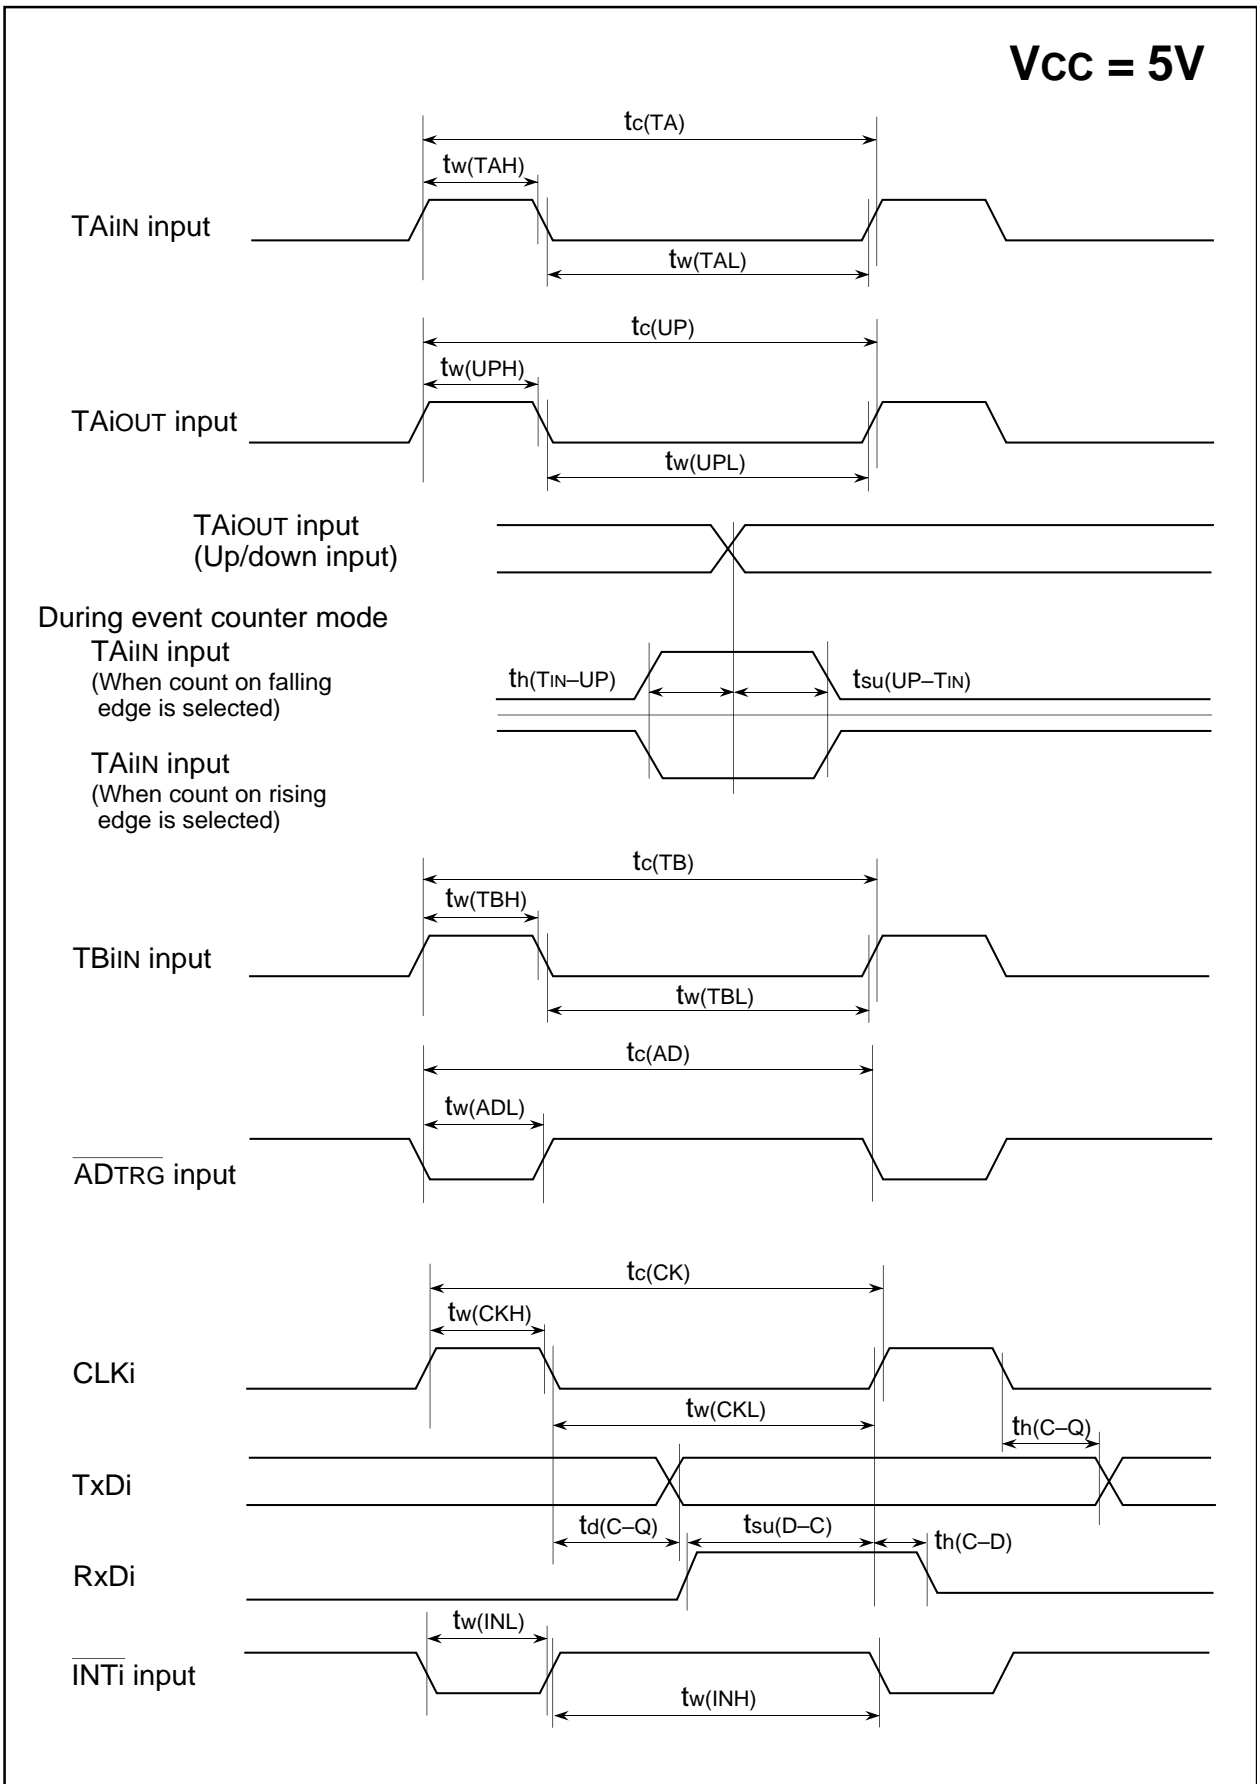 VCC = 5V
tc(TA)
tw(TAH)
TAiIN input
tw(TAL)
tc(UP)
tw(UPH)
TAiOUT input
tw(UPL)
TAiOUT input
(Up/down input)
During event counter mode
TAiIN input
(When count on falling
edge is selected)
th(TIN–UP)
tsu(UP–TIN)
TAiIN input
(When count on rising
edge is selected)
tc(TB)
tw(TBH)
TBiIN input
tw(TBL)
tc(AD)
tw(ADL)
ADTRG input
tc(CK)
tw(CKH)
CLKi
tw(CKL)
th(C–Q)
TxDi
td(C–Q)
tsu(D–C)
th(C–D)
RxDi
tw(INL)
INTi input
tw(INH)